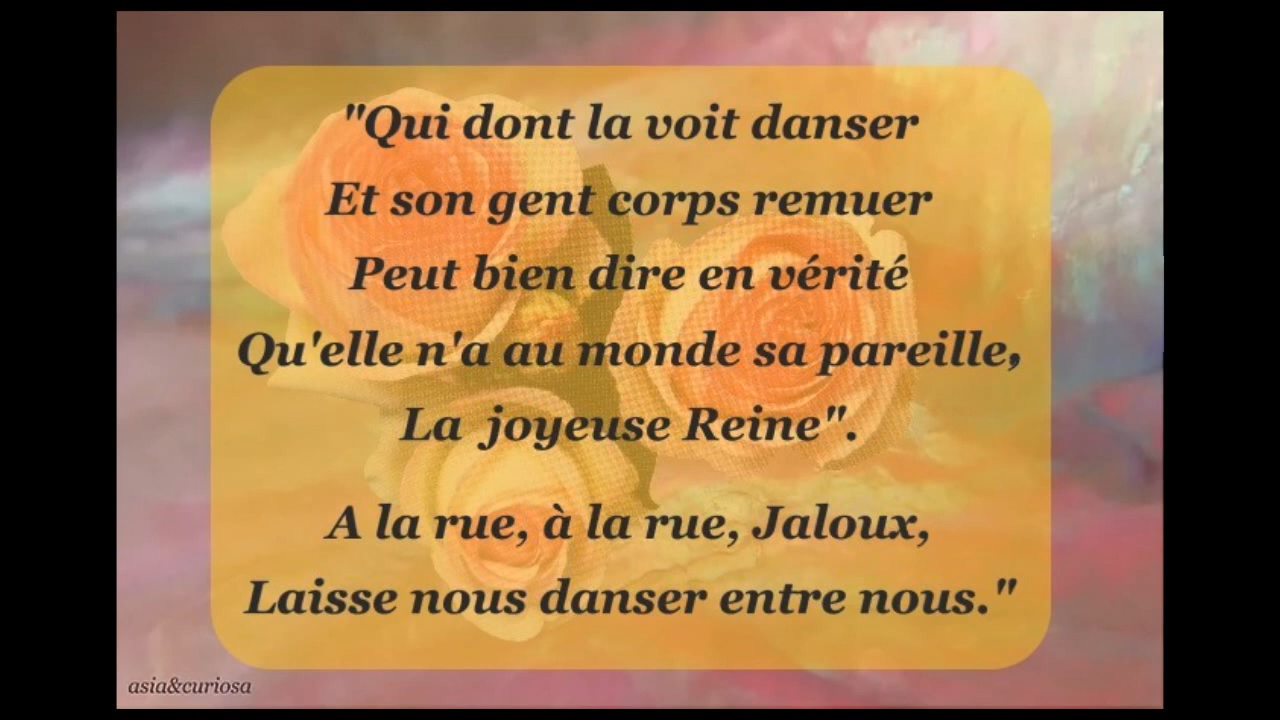 "Qui dont la voit danser
Et son gent corps remuer
Peut bien dire en vérité
Qu'elle n'a au monde sa pareille,
La joyeuse Reine".
A la rue, à la rue, Jaloux,
Laisse nous danser entre nous."
asia&curiosa